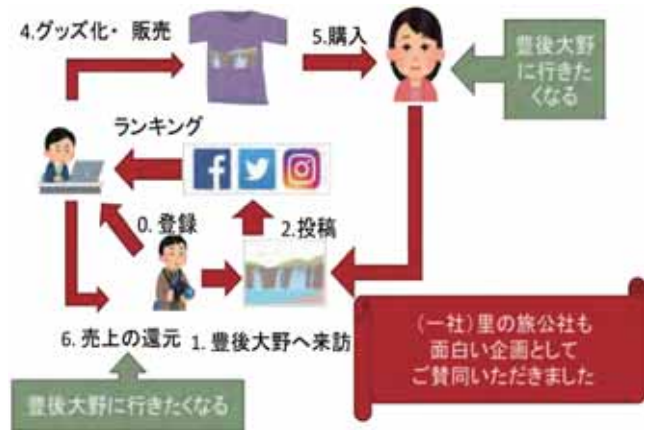 4.グッズ化・ 販売
5.購入
豊後大野
に行きた
くなる
ランキング
0. 登録
2.投稿
6. 売上の還元
1. 豊後大野へ来訪
(一社)里の旅公社も
面白い企画として
ご賛同いただきました
豊後大野に行きたくなる